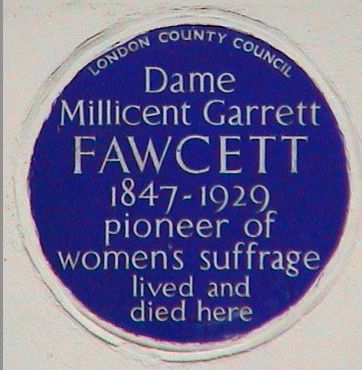 LONDON COUNTY COUNCIL
Dame
Millicent Garrett
FAWCETT
1847-1929
pioneer of
women's suffrage
lived and
died here